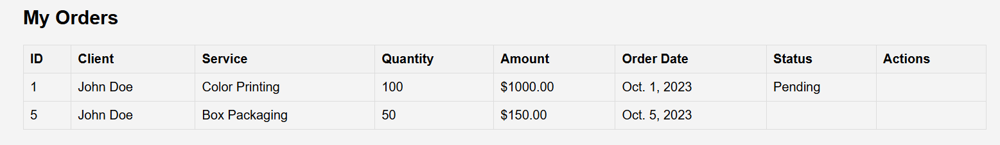 My Orders
ID Client Service Quantity Amount Order Date Status Actions
1 John Doe Color Printing 100 $1000.00 Oct. 1, 2023 Pending
5 John Doe Box Packaging 50 $150.00 Oct. 5, 2023